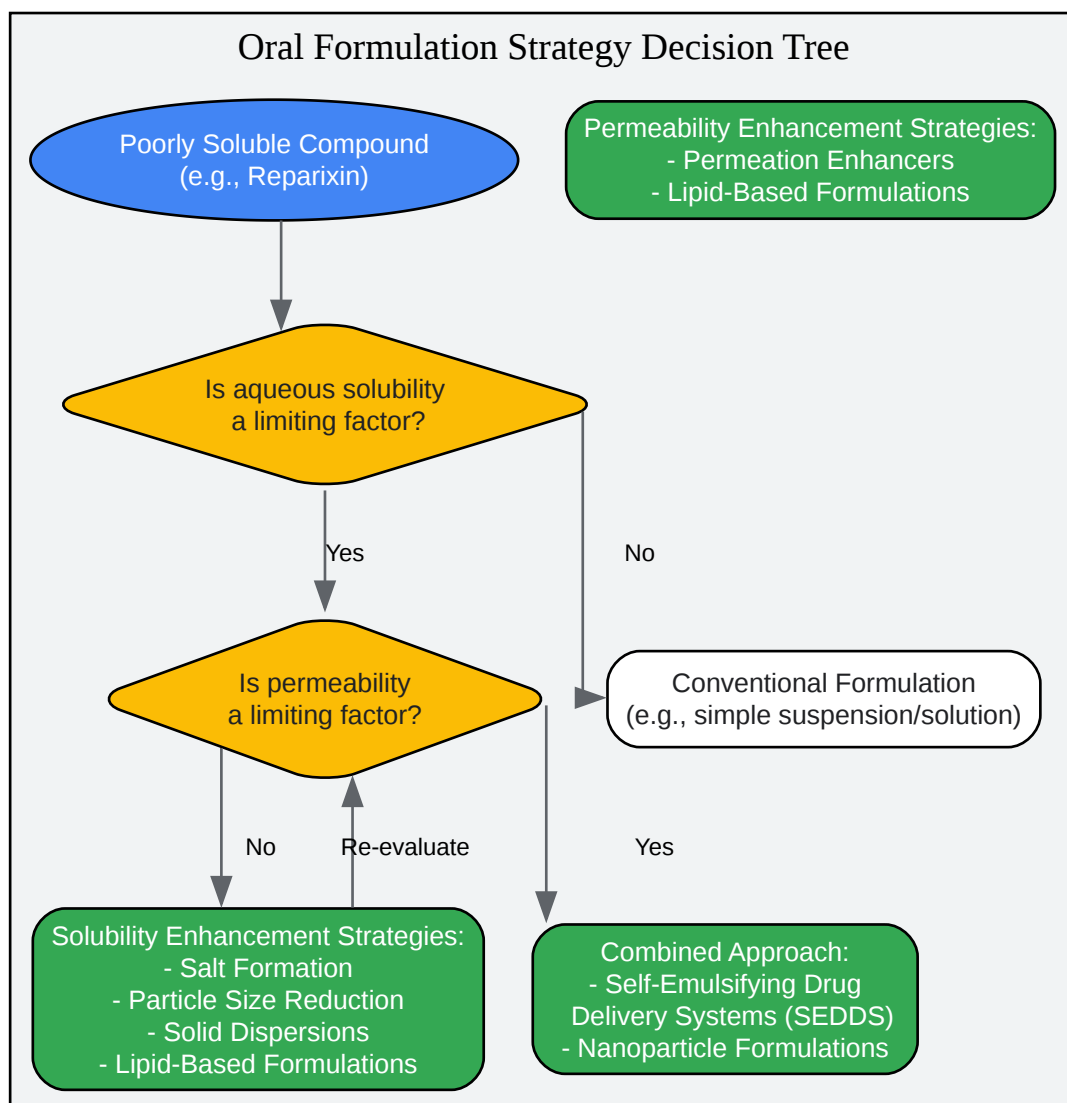 Oral Formulation Strategy Decision Tree
Poorly Soluble Compound
(e.g., Reparixin)
Permeability Enhancement Strategies:
- Permeation Enhancers
- Lipid-Based Formulations
Is aqueous solubility
a limiting factor?
Yes
No
Is permeability
a limiting factor?
Conventional Formulation
(e.g., simple suspension/solution)
No
Re-evaluate
Yes
Solubility Enhancement Strategies:
- Salt Formation
- Particle Size Reduction
- Solid Dispersions
- Lipid-Based Formulations
Combined Approach:
- Self-Emulsifying Drug
Delivery Systems (SEDDS)
- Nanoparticle Formulations